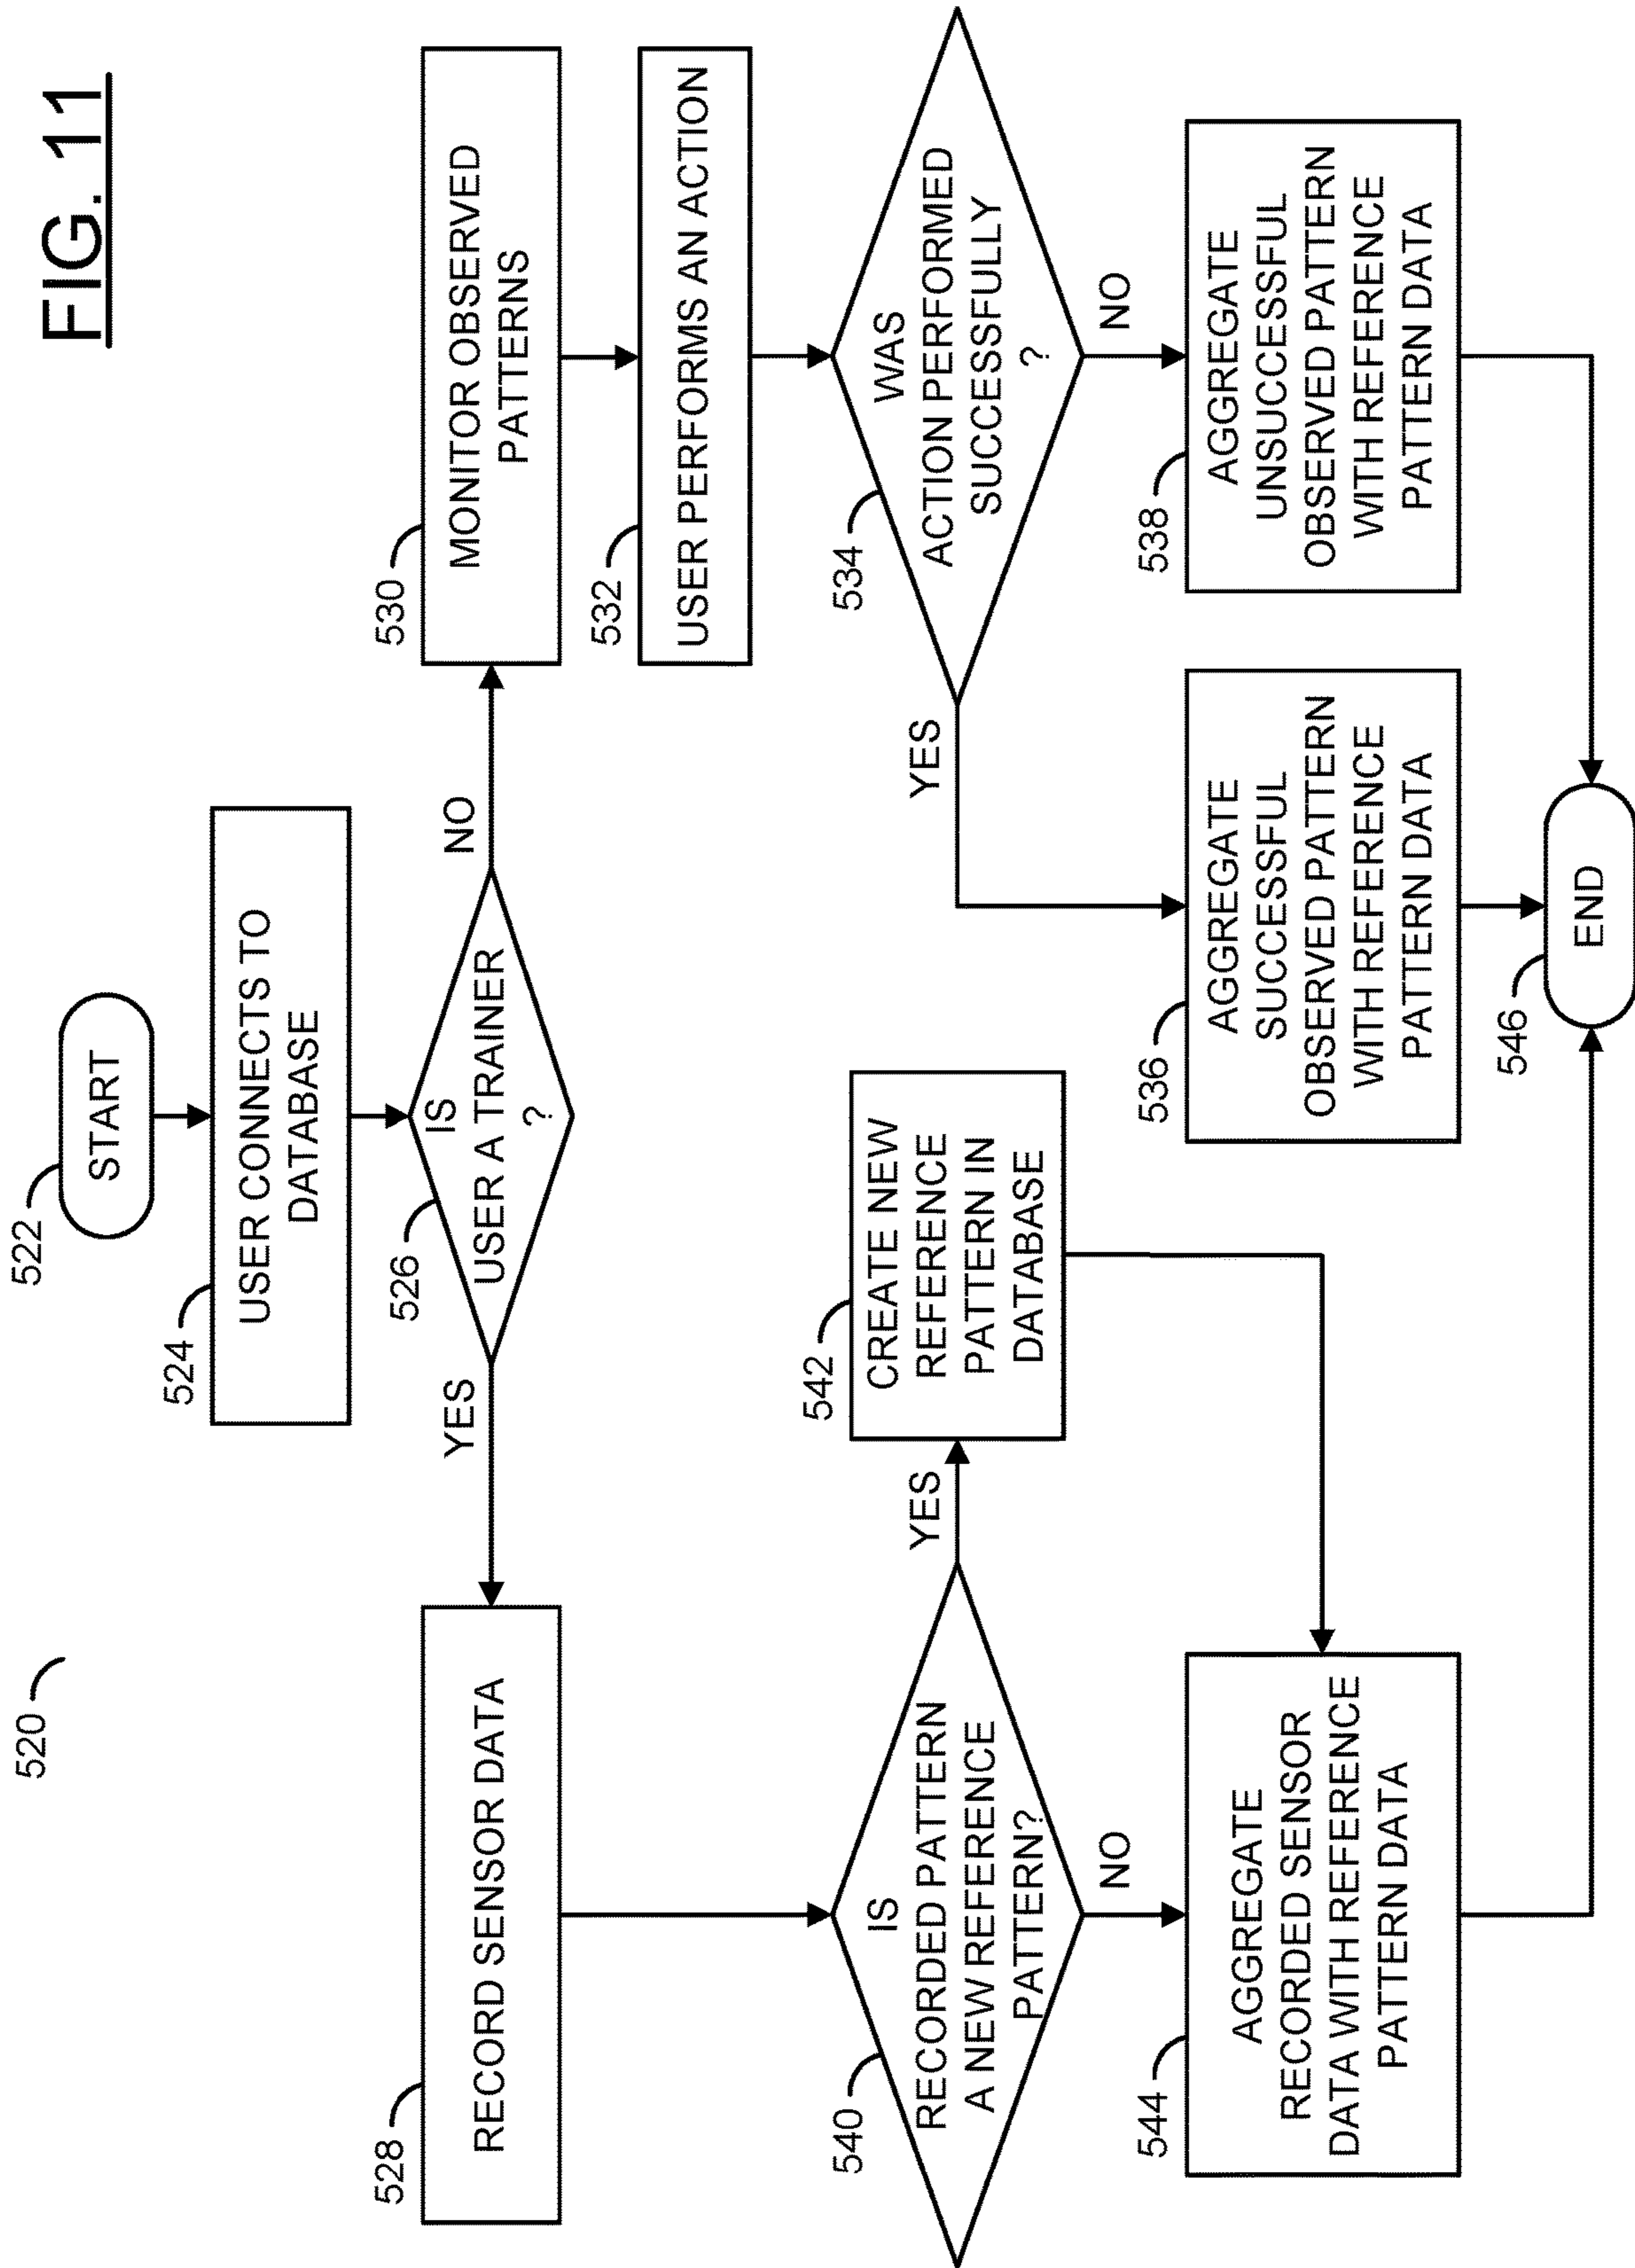 FIG. 11
520
522
START
524
USER CONNECTS TO
DATABASE
526
IS
USER A TRAINER
?
YES
NO
528
RECORD SENSOR DATA
530
MONITOR OBSERVED
PATTERNS
532
USER PERFORMS AN ACTION
540
IS
RECORDED PATTERN
A NEW REFERENCE
PATTERN?
YES
NO
542
CREATE NEW
REFERENCE
PATTERN IN
DATABASE
534
WAS
ACTION PERFORMED
SUCCESSFULLY
?
YES
NO
544
AGGREGATE
RECORDED SENSOR
DATA WITH REFERENCE
PATTERN DATA
536
AGGREGATE
SUCCESSFUL
OBSERVED PATTERN
WITH REFERENCE
PATTERN DATA
538
AGGREGATE
UNSUCCESSFUL
OBSERVED PATTERN
WITH REFERENCE
PATTERN DATA
546
END